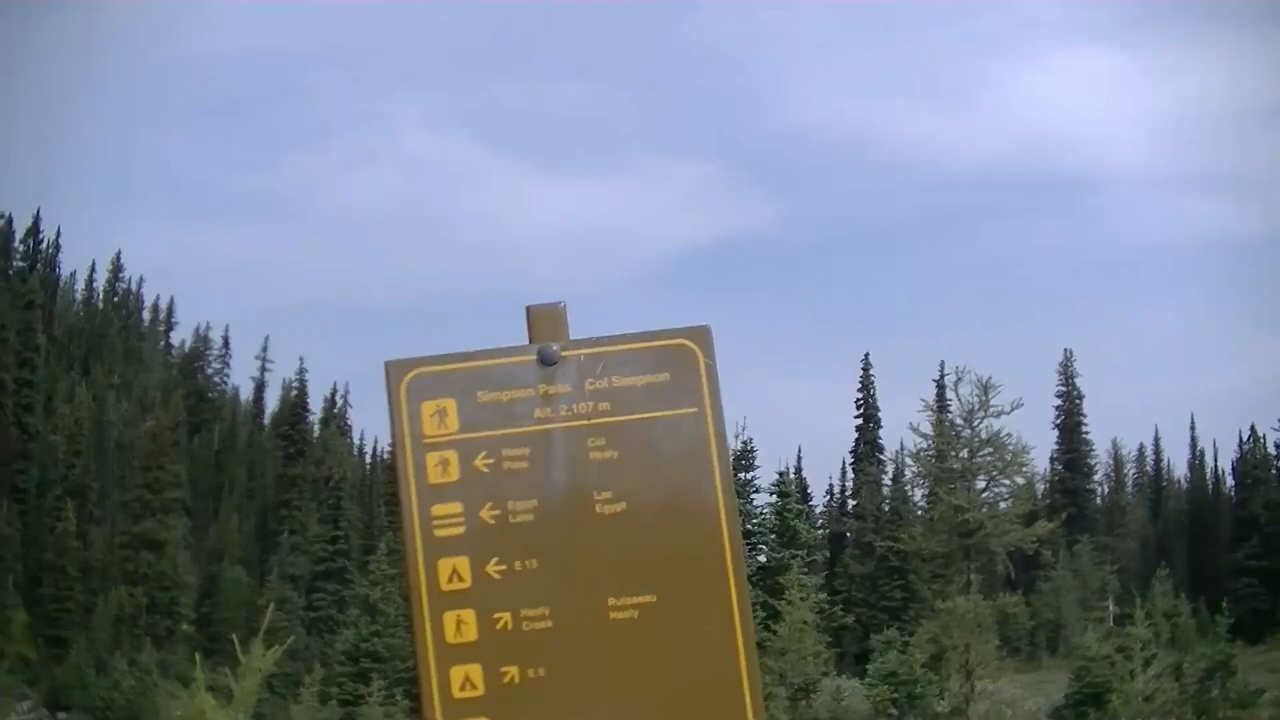 Simpson Pass Col Simpson
Alt. 2,107 m
Healy Col
Pass Healy
Egypt Lac
Lake Egypt
E 13
Healy Ruisseau
Creek Healy
E 5